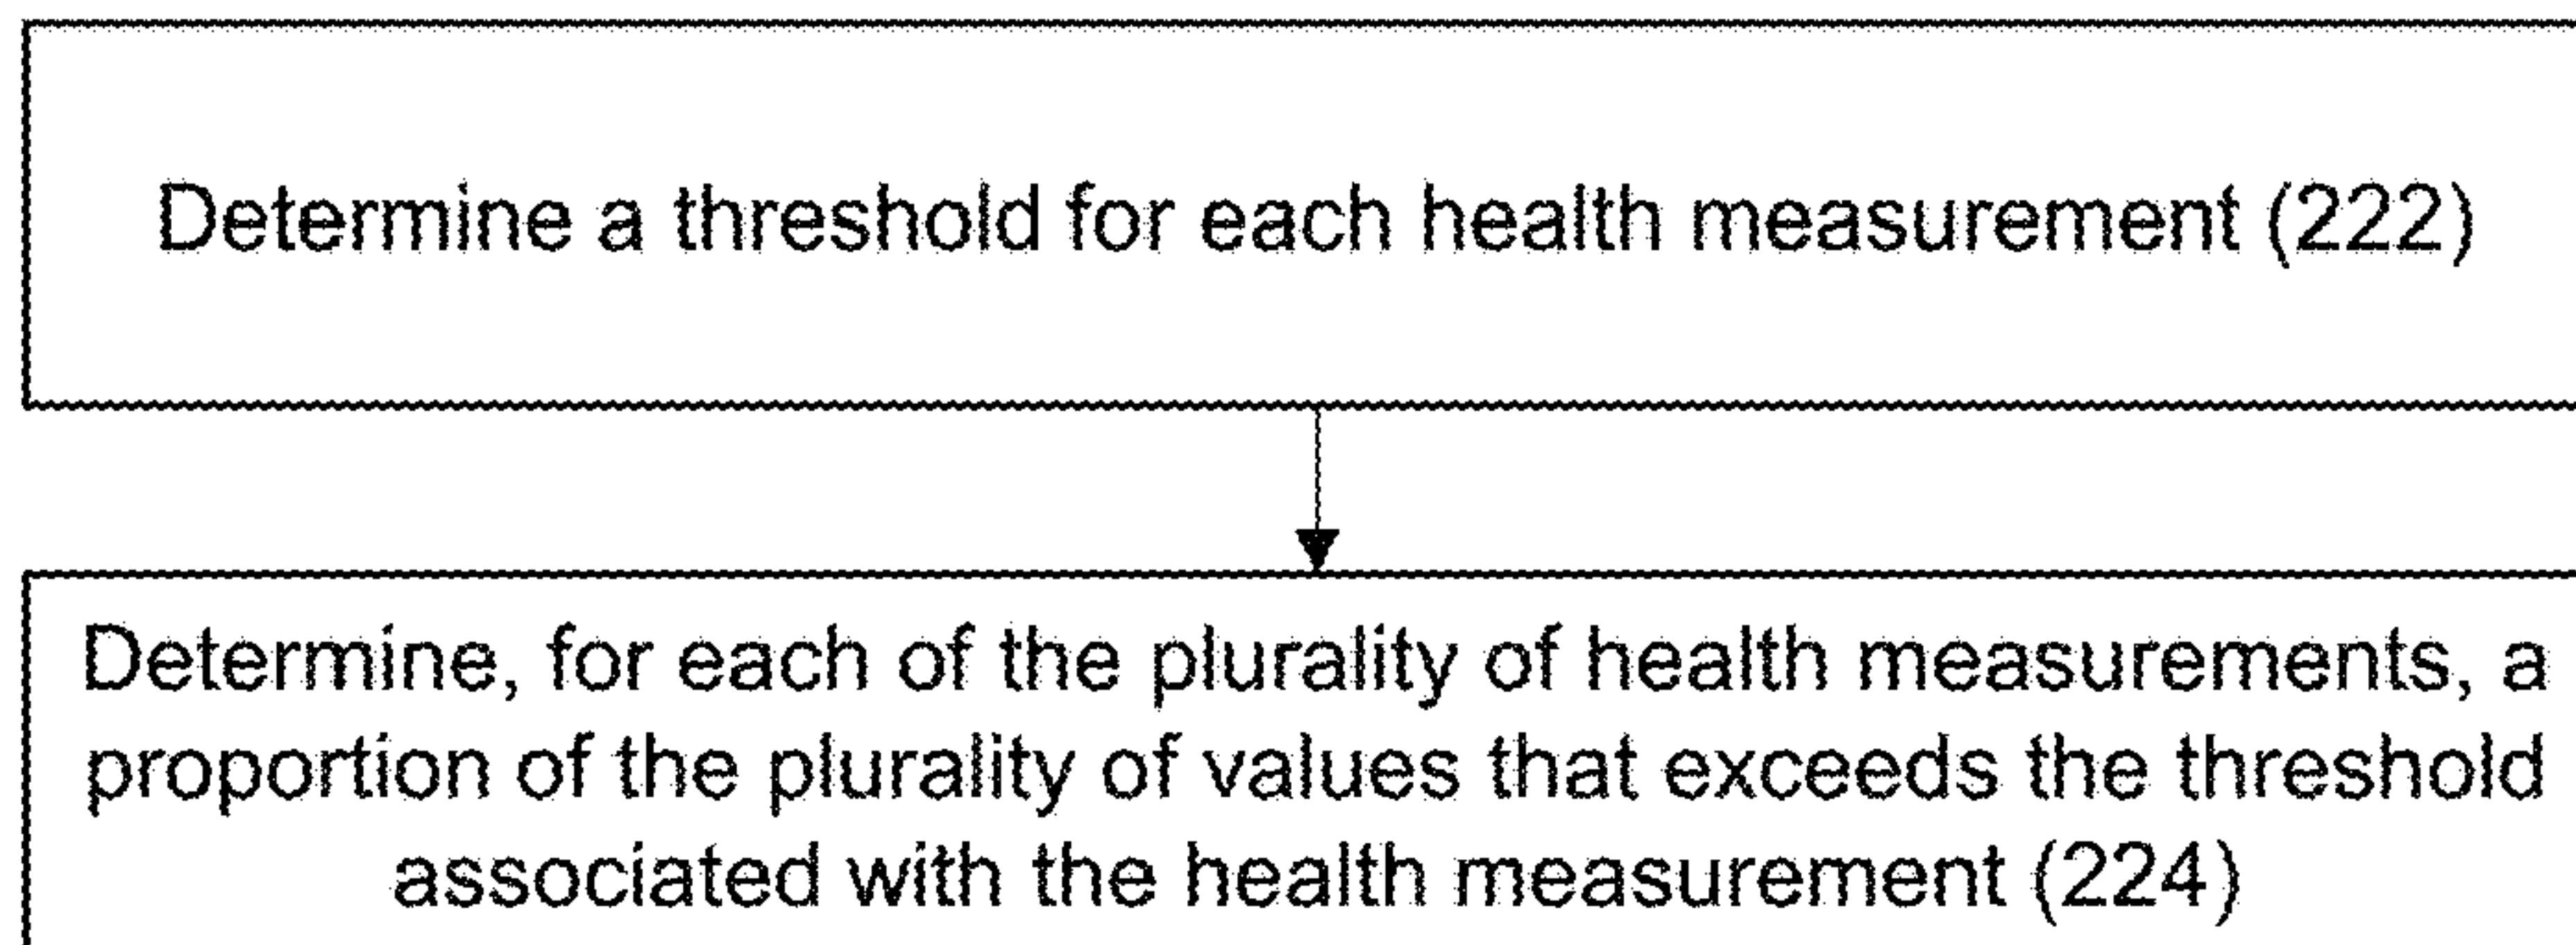 Determine a threshold for each health measurement (222)
Determine, for each of the plurality of health measurements, a
proportion of the plurality of values that exceeds the threshold
associated with the health measurement (224)